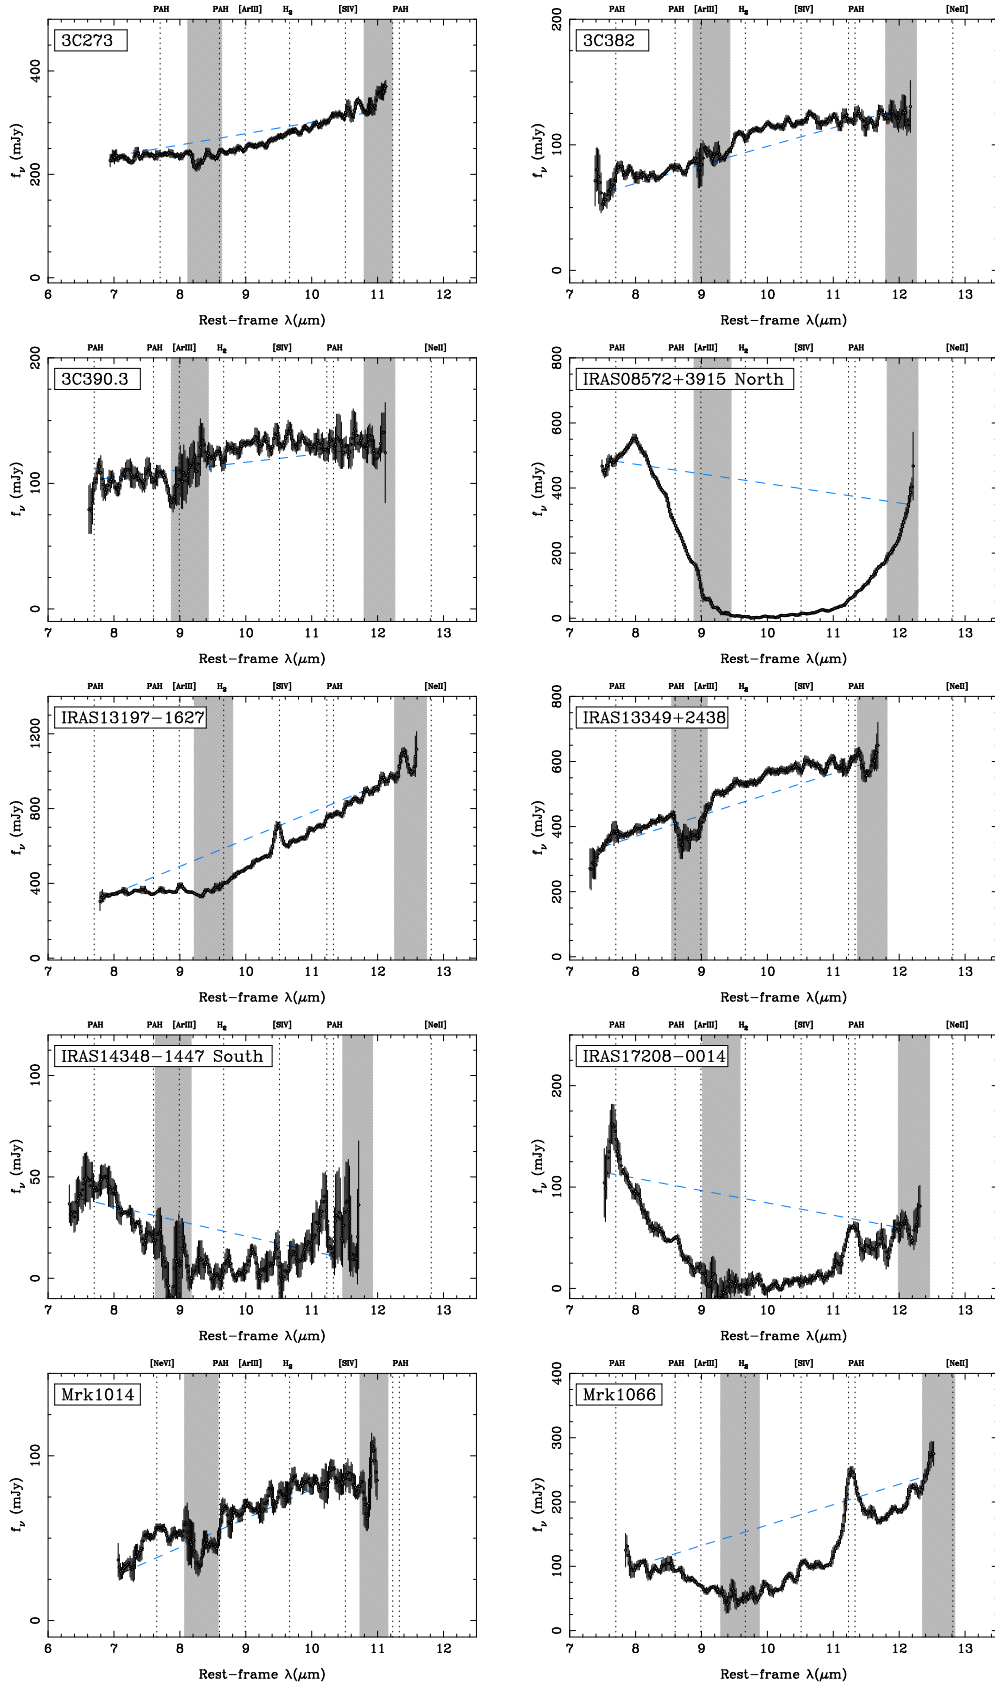 PAH PAH [ArIII] H2 [SIV] PAH
3C273
400
200
0
fν (mJy)
6 7 8 9 10 11 12
Rest-frame λ(μm)
PAH PAH [ArIII] H2 [SIV] PAH [NeII]
3C382
200
100
0
fν (mJy)
7 8 9 10 11 12 13
Rest-frame λ(μm)
PAH PAH [ArIII] H2 [SIV] PAH [NeII]
3C390.3
200
100
0
fν (mJy)
7 8 9 10 11 12 13
Rest-frame λ(μm)
PAH PAH [ArIII] H2 [SIV] PAH [NeII]
IRAS08572+3915 North
800
600
400
200
0
fν (mJy)
7 8 9 10 11 12 13
Rest-frame λ(μm)
PAH PAH [ArIII] H2 [SIV] PAH [NeII]
IRAS13197-1627
1200
800
400
0
fν (mJy)
7 8 9 10 11 12 13
Rest-frame λ(μm)
PAH PAH [ArIII] H2 [SIV] PAH [NeII]
IRAS13349+2438
800
600
400
200
0
fν (mJy)
7 8 9 10 11 12 13
Rest-frame λ(μm)
PAH PAH [ArIII] H2 [SIV] PAH [NeII]
IRAS14348-1447 South
100
50
0
fν (mJy)
7 8 9 10 11 12 13
Rest-frame λ(μm)
PAH PAH [ArIII] H2 [SIV] PAH [NeII]
IRAS17208-0014
200
100
0
fν (mJy)
7 8 9 10 11 12 13
Rest-frame λ(μm)
[NeVI] PAH [ArIII] H2 [SIV] PAH
Mrk1014
100
0
fν (mJy)
6 7 8 9 10 11 12
Rest-frame λ(μm)
PAH PAH [ArIII] H2 [SIV] PAH [NeII]
Mrk1066
400
300
200
100
0
fν (mJy)
7 8 9 10 11 12 13
Rest-frame λ(μm)